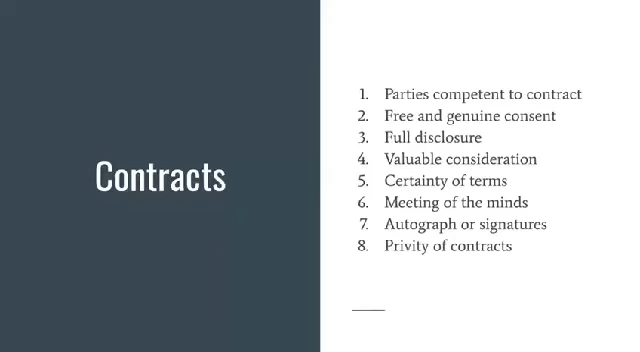 Contracts
1. Parties competent to contract
2. Free and genuine consent
3. Full disclosure
4. Valuable consideration
5. Certainty of terms
6. Meeting of the minds
7. Autograph or signatures
8. Privity of contracts